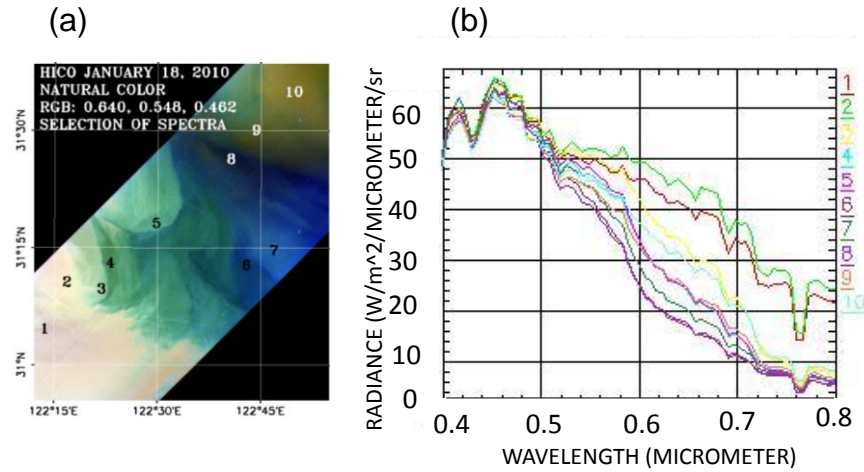 (a)
HICO JANUARY 18, 2010
NATURAL COLOR
RGB: 0.640, 0.548, 0.462
SELECTION OF SPECTRA
10
9
8
5
7
6
4
2
3
1
31°30'N
31°15'N
31°N
122°15'E
122°30'E
122°45'E
(b)
RADIANCE (W/m^2/MICROMETER/sr
60
50
40
30
20
10
0
0.4
0.5
0.6
0.7
0.8
WAVELENGTH (MICROMETER)
1
2
3
4
5
6
7
8
9
10